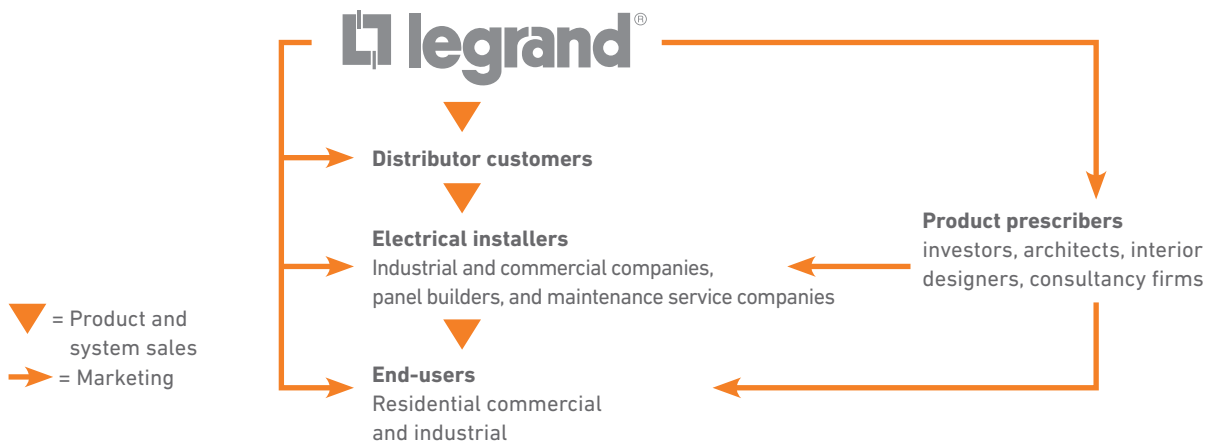 legrand®
Distributor customers
Electrical installers
Industrial and commercial companies,
panel builders, and maintenance service companies
End-users
Residential commercial
and industrial
Product prescribers
investors, architects, interior
designers, consultancy firms
= Product and
system sales
= Marketing